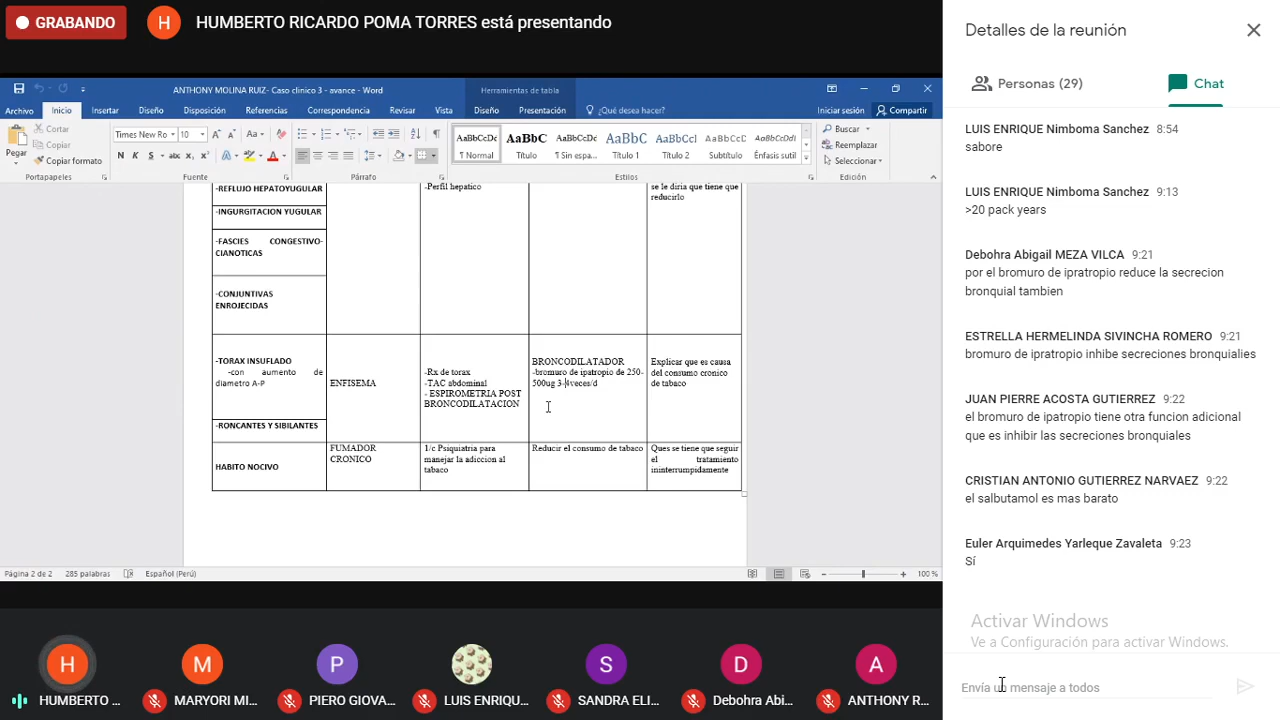 GRABANDO
H
HUMBERTO RICARDO POMA TORRES está presentando
ANTHONY MOLINA RUIZ- Caso clinico 3 - avance - Word
Herramientas de tabla
Archivo Inicio Insertar Diseño Disposición Referencias Correspondencia Revisar Vista Diseño Presentación ¿Qué desea hacer? Iniciar sesión Compartir
Pegar
Cortar
Copiar
Copiar formato
Portapapeles
Times New Ro 10
Fuente
Párrafo
AaBbCcDc AaBbC AaBbCcDc AaBbC AaBbCcl AaBbCcD AaBbCcDc
¶ Normal Título ¶ Sin espa... Título 1 Título 2 Subtítulo Énfasis sutil
Estilos
Buscar
Reemplazar
Seleccionar
Edición
-REFLUJO HEPATOYUGULAR
-INGURGITACION YUGULAR
-FASCIES CONGESTIVO-
CIANOTICAS
-CONJUNTIVAS
ENROJECIDAS
-Perfil hepatico
se le diria que tiene que
reducirlo
-TORAX INSUFLADO
-con aumento de
diametro A-P
-RONCANTES Y SIBILANTES
ENFISEMA
-Rx de torax
-TAC abdominal
- ESPIROMETRIA POST
BRONCODILATACION
BRONCODILATADOR
-bromuro de ipatropio de 250-
500ug 3-4veces/d
Explicar que es causa
del consumo cronico
de tabaco
HABITO NOCIVO
FUMADOR
CRONICO
1/c Psiquiatria para
manejar la adiccion al
tabaco
Reducir el consumo de tabaco
Ques se tiene que seguir
el tratamiento
ininterrumpidamente
Página 2 de 2 285 palabras Español (Perú) 100 %
H
HUMBERTO ...
M
MARYORI MI...
P
PIERO GIOVA...
LUIS ENRIQU...
S
SANDRA ELI...
D
Debohra Abi...
A
ANTHONY R...
Detalles de la reunión
Personas (29)
Chat
LUIS ENRIQUE Nimboma Sanchez 8:54
sabore
LUIS ENRIQUE Nimboma Sanchez 9:13
>20 pack years
Debohra Abigail MEZA VILCA 9:21
por el bromuro de ipratropio reduce la secrecion
bronquial tambien
ESTRELLA HERMELINDA SIVINCHA ROMERO 9:21
bromuro de ipratropio inhibe secreciones bronquialies
JUAN PIERRE ACOSTA GUTIERREZ 9:22
el bromuro de ipratropio tiene otra funcion adicional
que es inhibir las secreciones bronquiales
CRISTIAN ANTONIO GUTIERREZ NARVAEZ 9:22
el salbutamol es mas barato
Euler Arquimedes Yarleque Zavaleta 9:23
Sí
Activar Windows
Ve a Configuración para activar Windows.
Envía un mensaje a todos